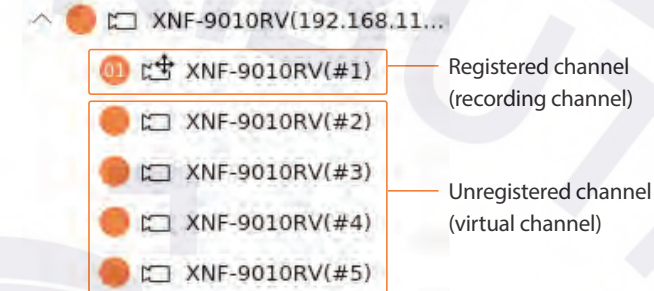 XNF-9010RV(192.168.11...
01 XNF-9010RV(#1)
Registered channel
(recording channel)
XNF-9010RV(#2)
XNF-9010RV(#3)
XNF-9010RV(#4)
XNF-9010RV(#5)
Unregistered channel
(virtual channel)